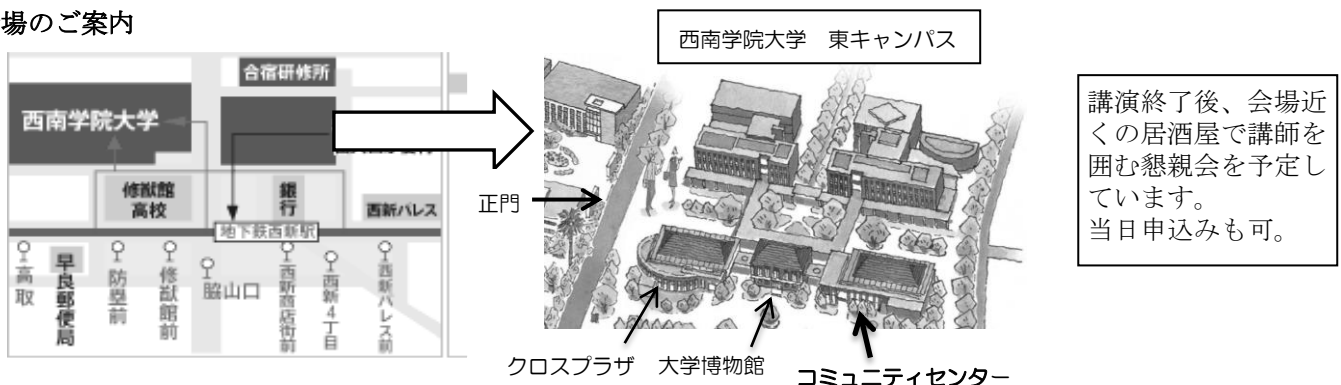 場のご案内
西南学院大学　東キャンパス
合宿研修所
西南学院大学
修猷館
高校
銀行
西新パレス
地下鉄西新駅
高取
早良郵便局
防塁前
修猷館前
脇山口
西新商店街前
西新4丁目
西新パレス前
正門
クロスプラザ　大学博物館　コミュニティセンター
講演終了後、会場近
くの居酒屋で講師を
囲む懇親会を予定し
ています。
当日申込みも可。